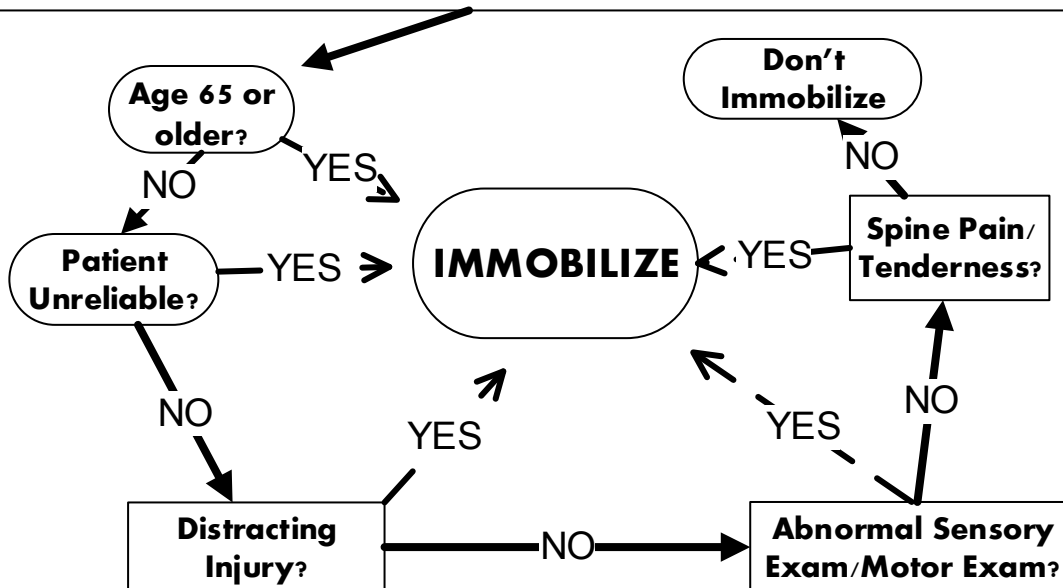 Age 65 or
older?
YES
NO
Patient
Unreliable?
YES
NO
Distracting
Injury?
YES
NO
Abnormal Sensory
Exam/Motor Exam?
YES
NO
Spine Pain/
Tenderness?
YES
NO
Don't
Immobilize
IMMOBILIZE